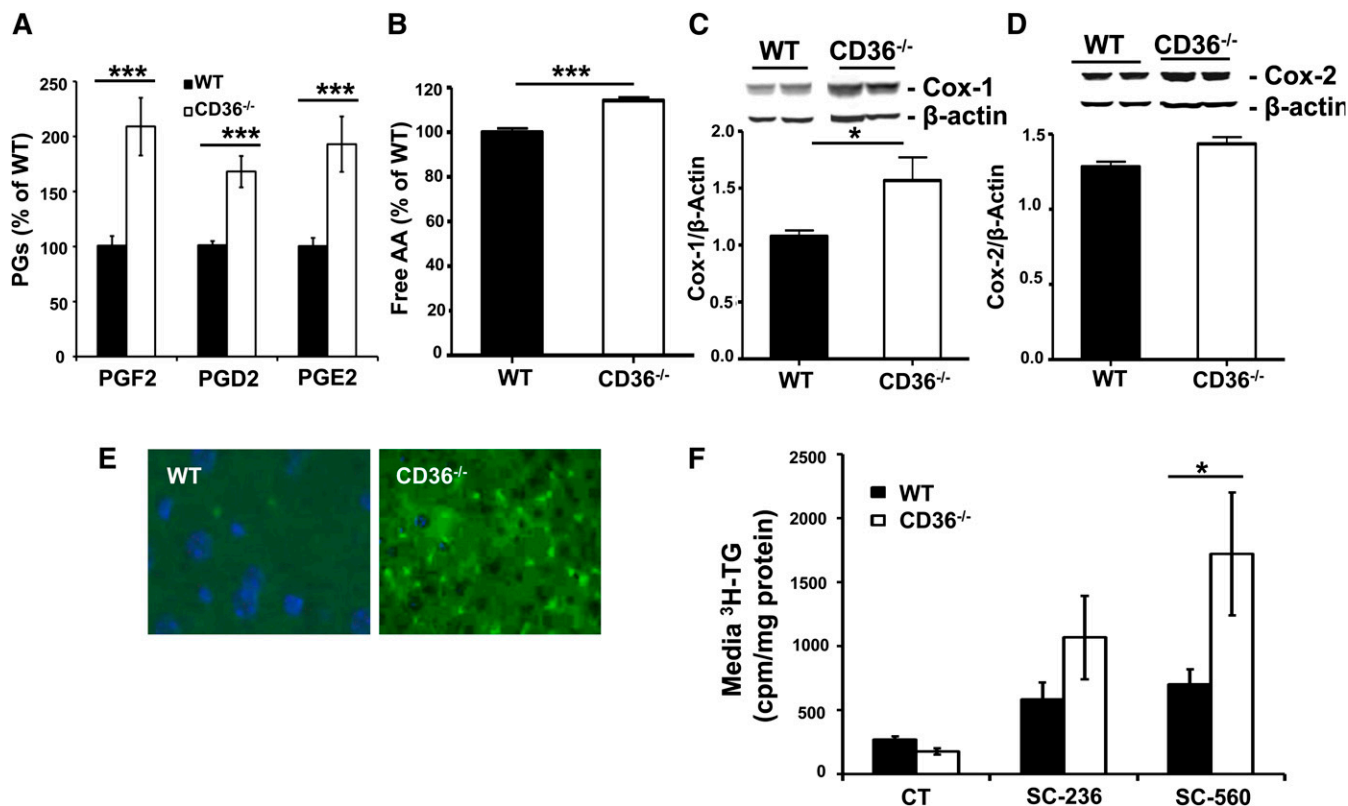 A
PGs (% of WT)
250
200
150
100
50
0
***
***
***
WT
CD36-/-
PGF2
PGD2
PGE2
B
Free AA (% of WT)
120
100
80
60
40
20
0
***
WT
CD36-/-
C
WT
CD36-/-
- Cox-1
- β-actin
Cox-1/β-Actin
2.0
1.5
1.0
1.5
0.0
*
WT
CD36-/-
D
WT
CD36-/-
- Cox-2
- β-actin
Cox-2/β-Actin
1.5
1.0
0.0
WT
CD36-/-
E
WT
CD36-/-
F
Media ³H-TG
(cpm/mg protein)
2500
2000
1500
1000
500
0
WT
CD36-/-
*
CT
SC-236
SC-560